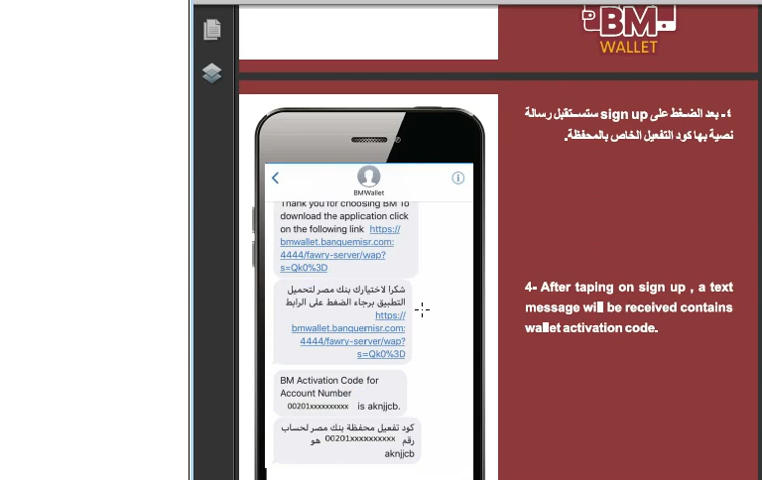 BM
WALLET
٤- بعد الضغط على sign up ستستقبل رسالة
نصية بها كود التفعيل الخاص بالمحفظة.
BMWallet
Thank you for choosing BM To
download the application click
on the following link https://
bmwallet.banquemisr.com:
4444/fawry-server/wap?
s=Qk0%3D
شكرا لاختيارك بنك مصر لتحميل
التطبيق برجاء الضغط على الرابط
https://
bmwallet.banquemisr.com:
4444/fawry-server/wap?
s=Qk0%3D
BM Activation Code for
Account Number
00201xxxxxxxxxx is aknjjcb.
كود تفعيل محفظة بنك مصر لحساب
رقم 00201xxxxxxxxxx هو
aknjjcb
4- After taping on sign up , a text
message will be received contains
wallet activation code.